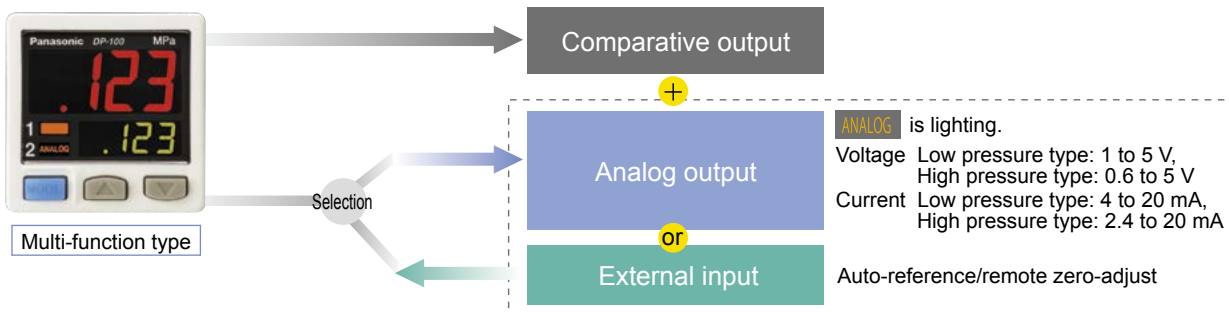 Panasonic DP-100 MPa
.123
1
2 ANALOG .123
MODE
Multi-function type
Selection
Comparative output
+
Analog output
or
External input
ANALOG is lighting.
Voltage Low pressure type: 1 to 5 V,
High pressure type: 0.6 to 5 V
Current Low pressure type: 4 to 20 mA,
High pressure type: 2.4 to 20 mA
Auto-reference/remote zero-adjust